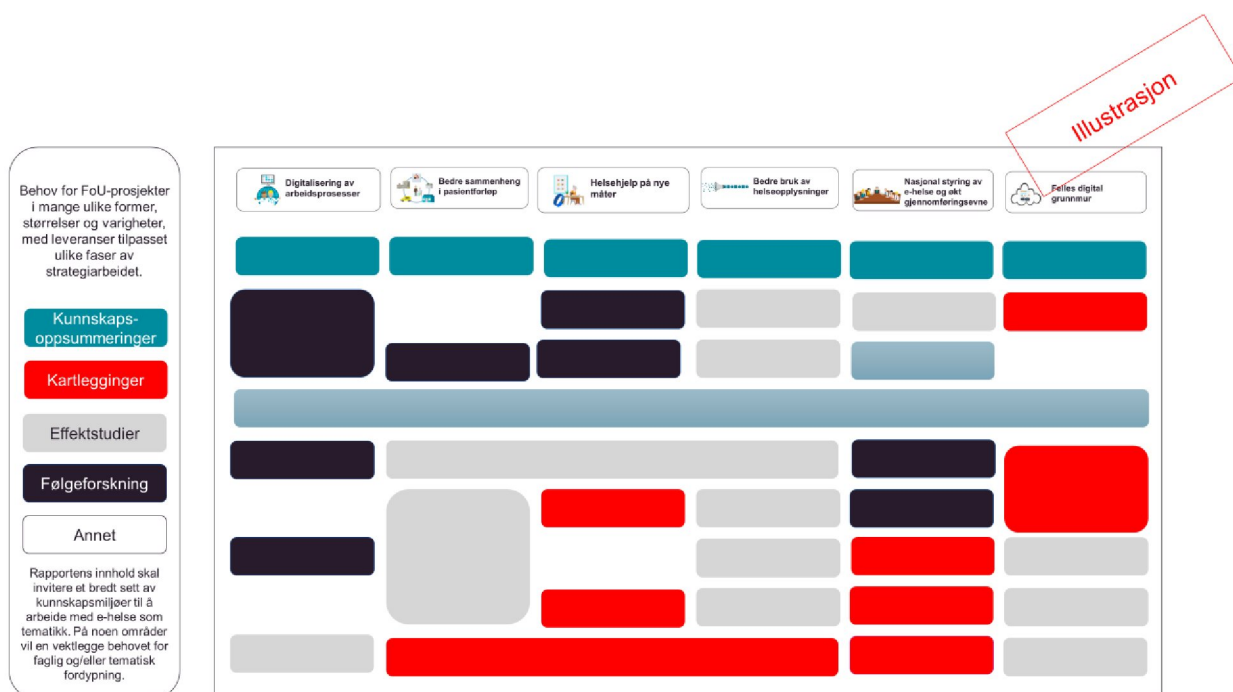 Illustrasjon
Behov for FoU-prosjekter
i mange ulike former,
størrelser og varigheter,
med leveranser tilpasset
ulike faser av
strategiarbeidet.
Kunnskaps-
oppsummeringer
Kartlegginger
Effektstudier
Følgeforskning
Annet
Rapportens innhold skal
invitere et bredt sett av
kunnskapsmiljøer til å
arbeide med e-helse som
tematikk. På noen områder
vil en vektlegge behovet for
faglig og/eller tematisk
fordypning.
Digitalisering av
arbeidsprosesser
Bedre sammenheng
i pasientforløp
Helsehjelp på nye
måter
Bedre bruk av
helseopplysninger
Nasjonal styring av
e-helse og økt
gjennomføringsevne
Felles digital
grunnmur